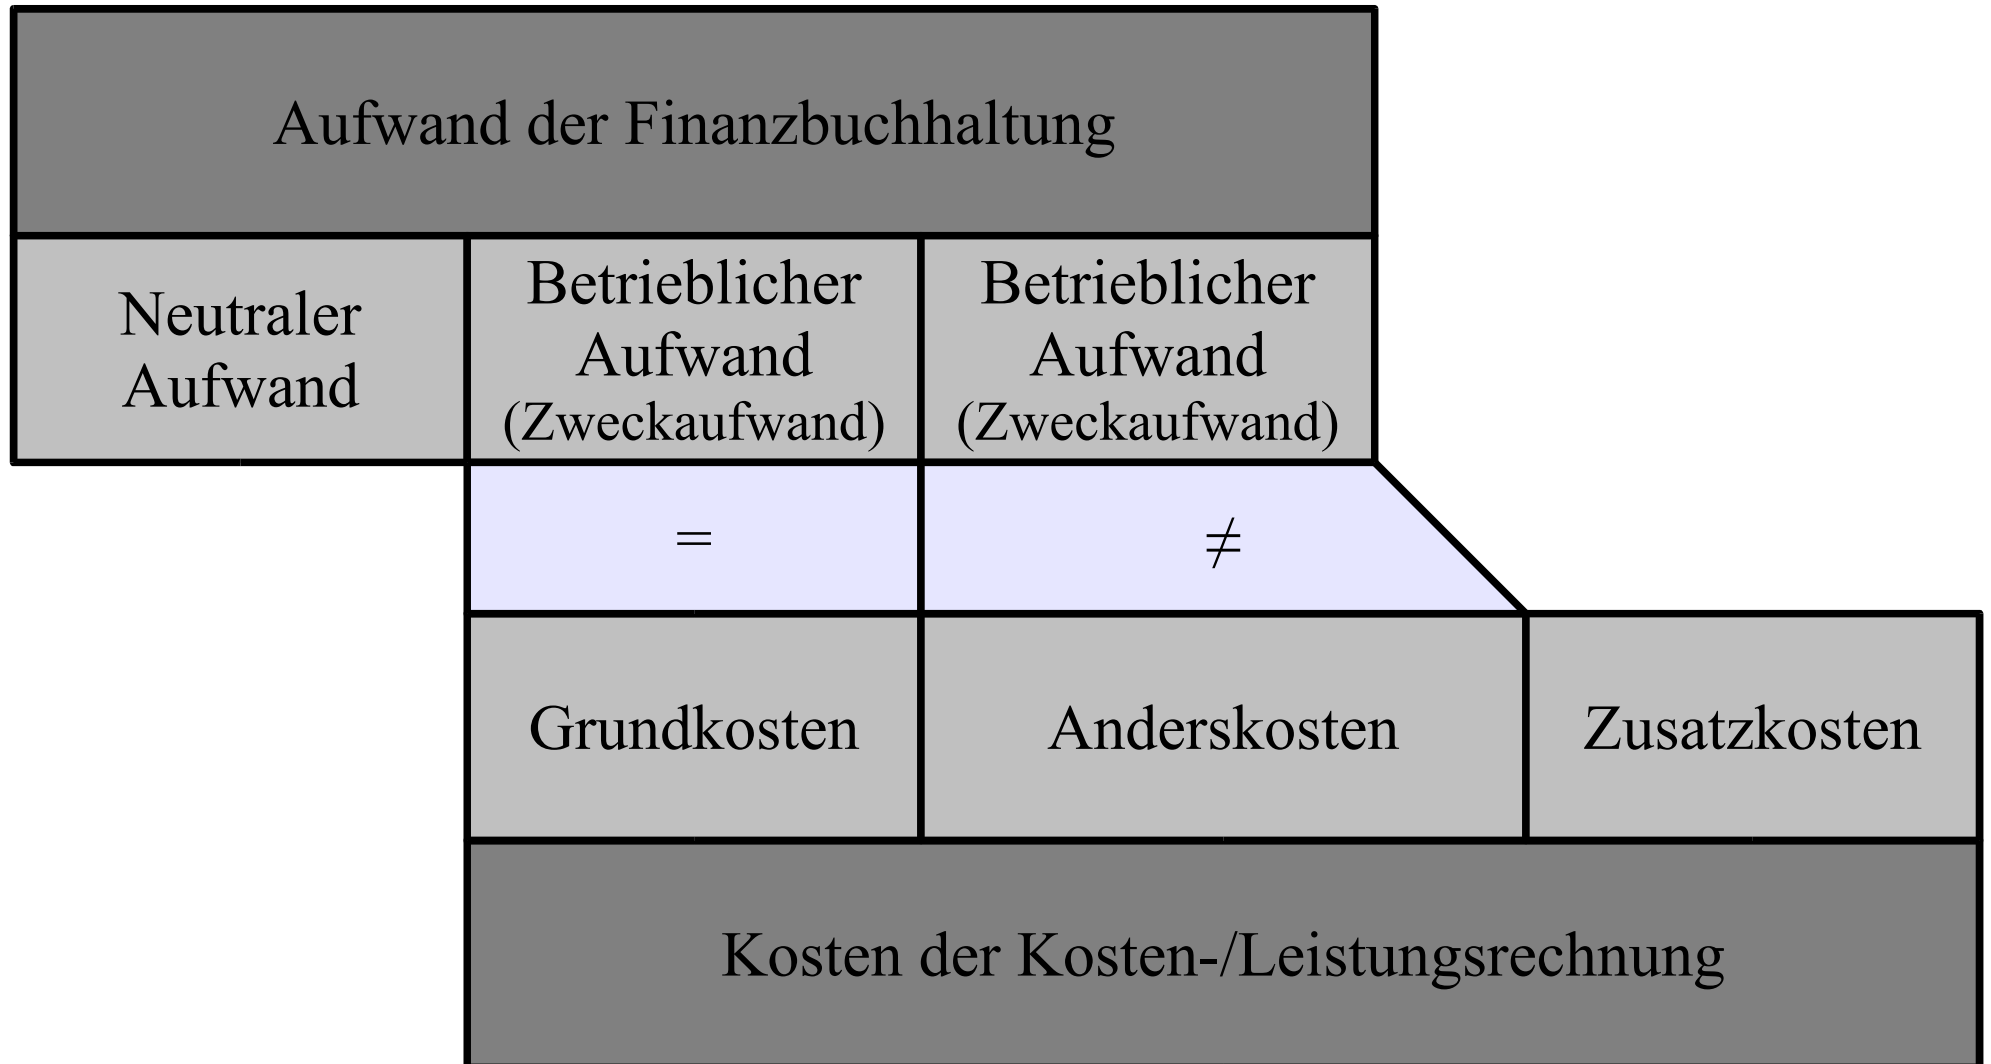 Aufwand der Finanzbuchhaltung
Neutraler
Aufwand
Betrieblicher
Aufwand
(Zweckaufwand)
Betrieblicher
Aufwand
(Zweckaufwand)
=
≠
Grundkosten
Anderskosten
Zusatzkosten
Kosten der Kosten-/Leistungsrechnung